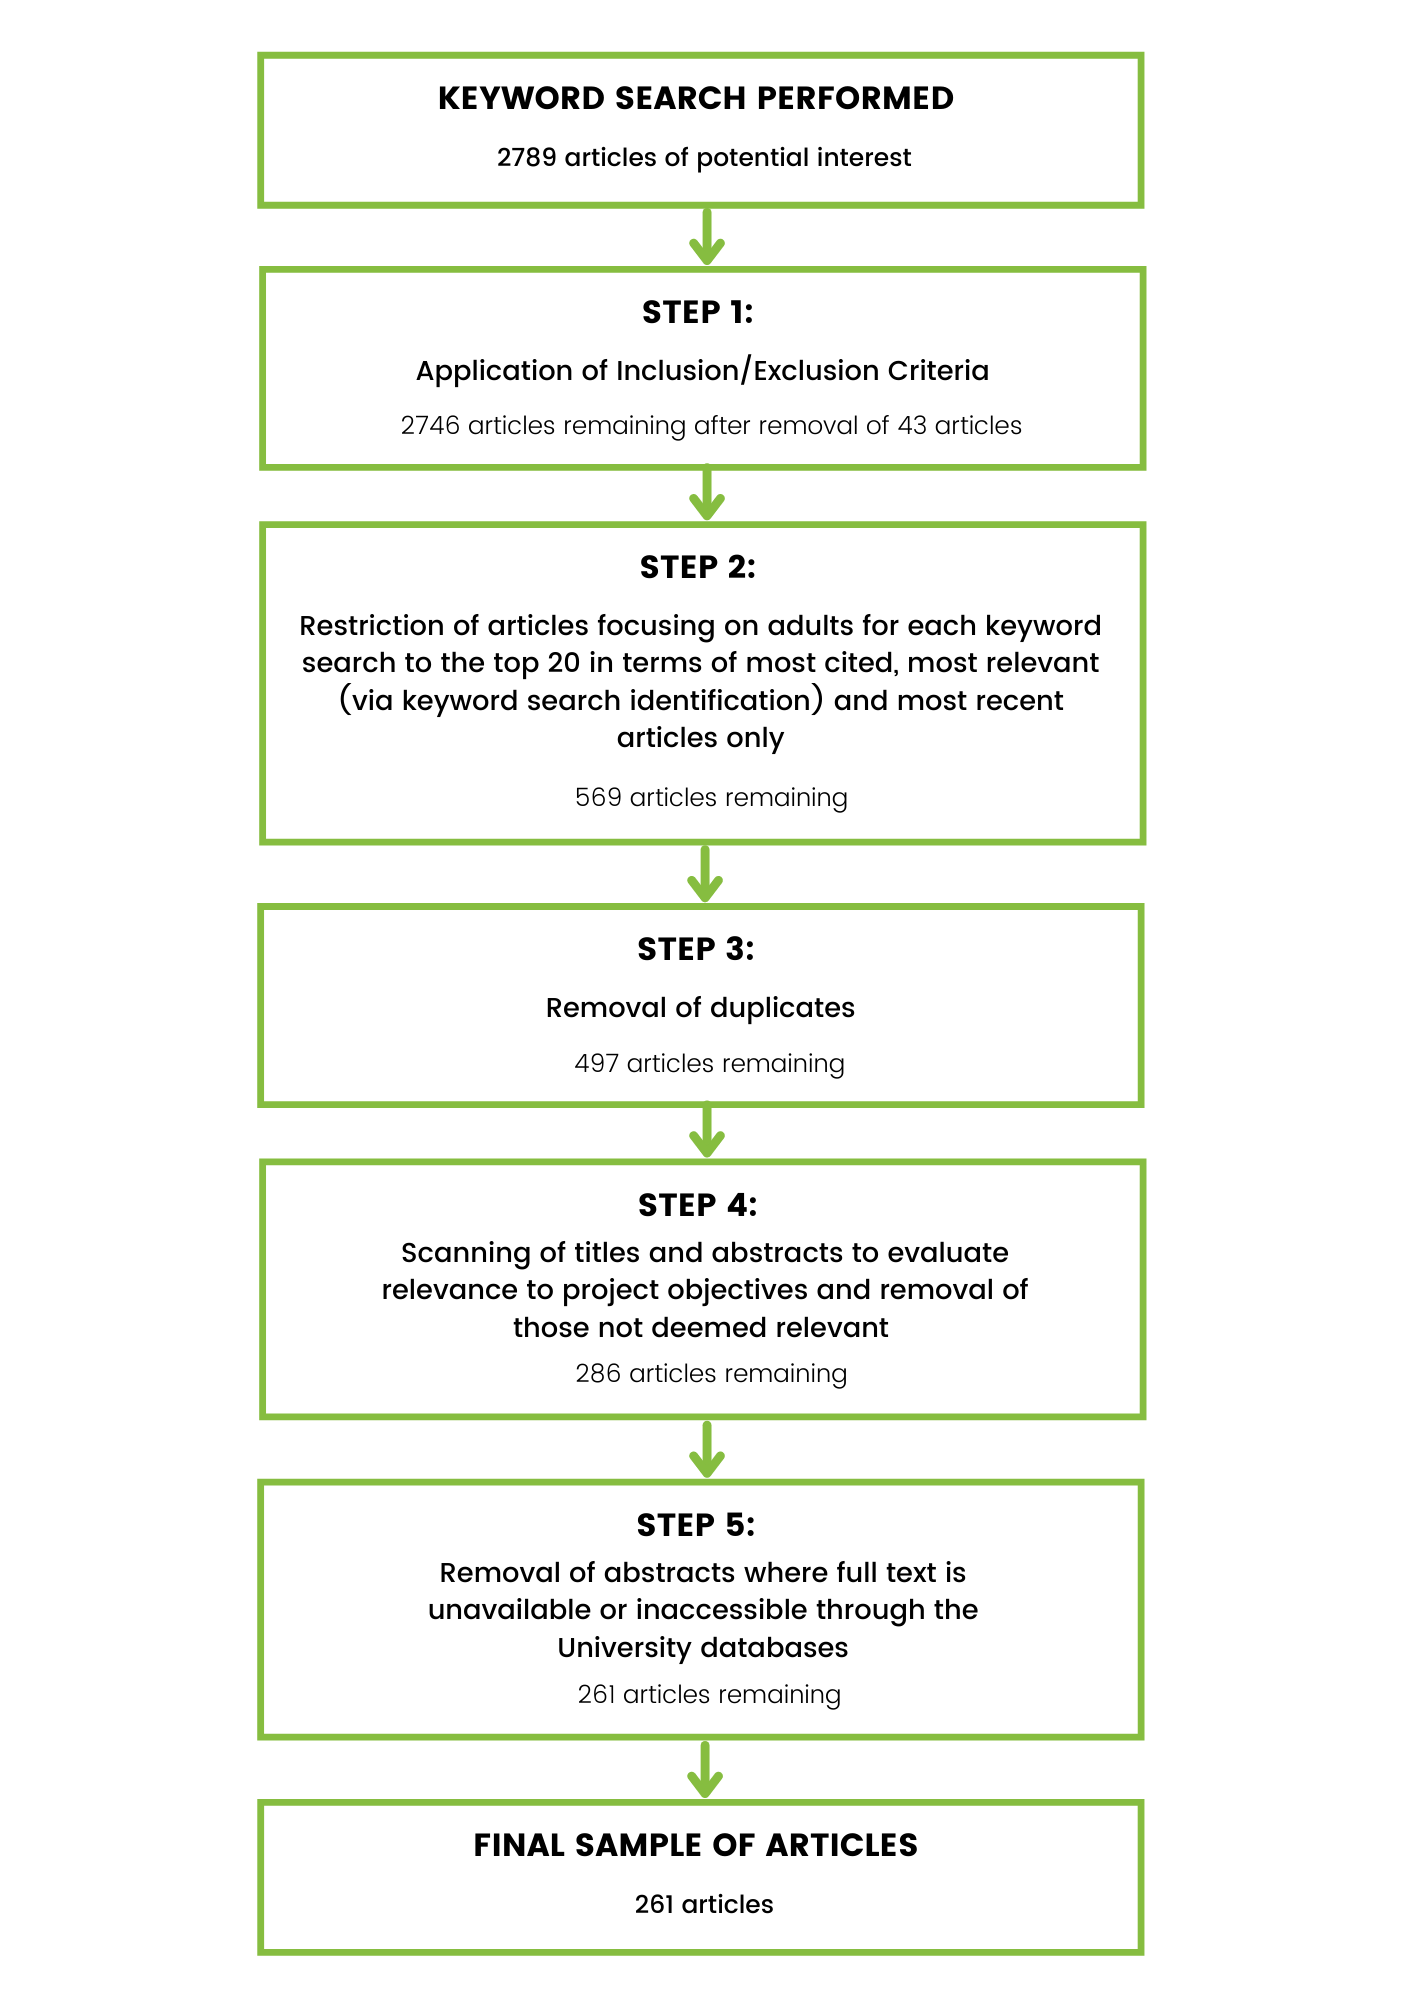 KEYWORD SEARCH PERFORMED
2789 articles of potential interest
STEP 1:
Application of Inclusion/Exclusion Criteria
2746 articles remaining after removal of 43 articles
STEP 2:
Restriction of articles focusing on adults for each keyword
search to the top 20 in terms of most cited, most relevant
(via keyword search identification) and most recent
articles only
569 articles remaining
STEP 3:
Removal of duplicates
497 articles remaining
STEP 4:
Scanning of titles and abstracts to evaluate
relevance to project objectives and removal of
those not deemed relevant
286 articles remaining
STEP 5:
Removal of abstracts where full text is
unavailable or inaccessible through the
University databases
261 articles remaining
FINAL SAMPLE OF ARTICLES
261 articles